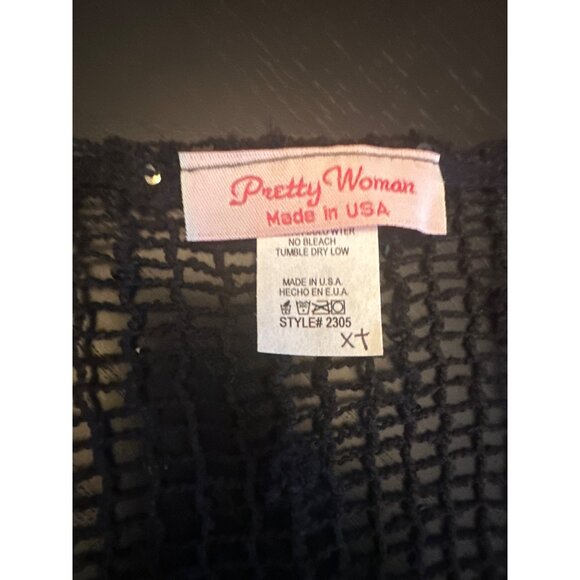 Pretty Woman
Made in USA
NO BLEACH
TUMBLE DRY LOW
MADE IN U.S.A.
HECHO EN E.U.A.
STYLE# 2305
X†